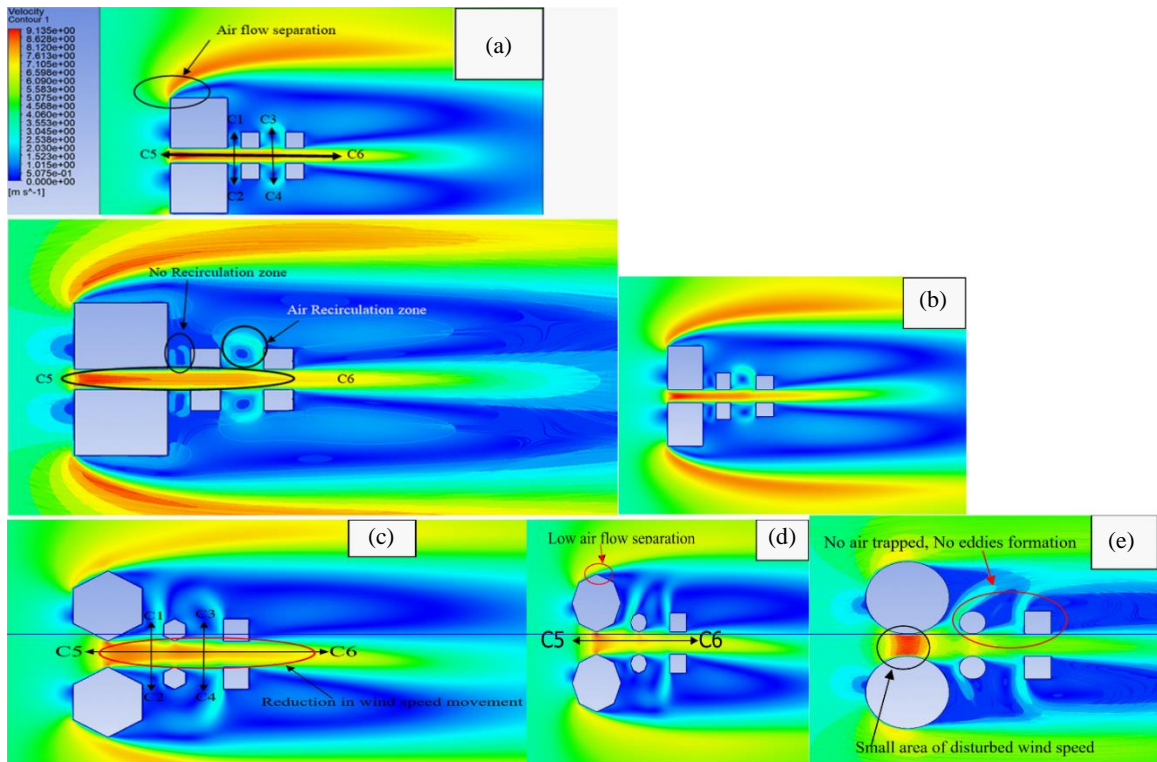 Velocity
Contour 1
9.135e+00
8.628e+00
8.120e+00
7.613e+00
7.105e+00
6.598e+00
6.090e+00
5.583e+00
5.075e+00
4.568e+00
4.060e+00
3.553e+00
3.045e+00
2.538e+00
2.030e+00
1.523e+00
1.015e+00
5.075e-01
0.000e+00
[m s^-1]
Air flow separation
(a)
C1
C3
C5
C6
C2
C4
No Recirculation zone
Air Recirculation zone
C5
C6
(b)
(c)
C1
C3
C5
C6
C2
C4
Reduction in wind speed movement
(d)
Low air flow separation
C5
C6
(e)
No air trapped, No eddies formation
Small area of disturbed wind speed